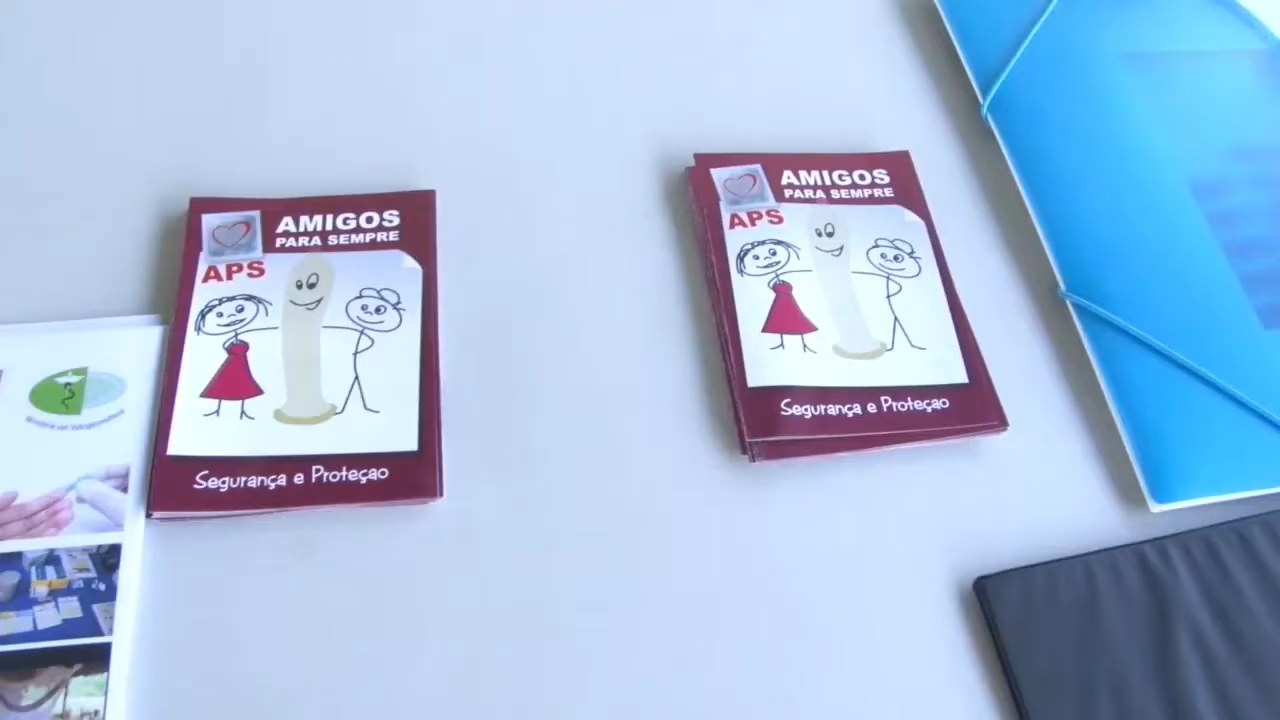 AMIGOS
PARA SEMPRE
APS
Segurança e Proteçao
AMIGOS
PARA SEMPRE
APS
Segurança e Proteçao